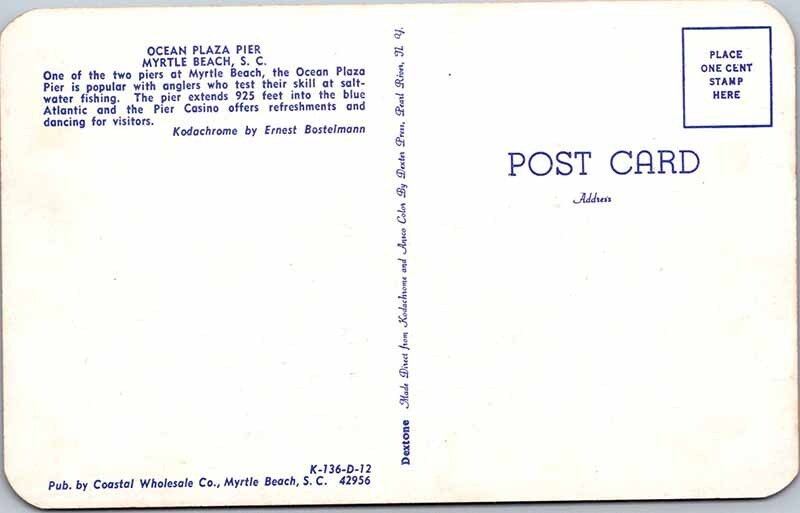 OCEAN PLAZA PIER
MYRTLE BEACH, S. C.
One of the two piers at Myrtle Beach, the Ocean Plaza
Pier is popular with anglers who test their skill at salt-
water fishing. The pier extends 925 feet into the blue
Atlantic and the Pier Casino offers refreshments and
dancing for visitors.
Kodachrome by Ernest Bostelmann
K-136-D-12
Pub. by Coastal Wholesale Co., Myrtle Beach, S. C. 42956
Dextone Made Direct from Kodachrome and Ansco Color By Dexter Press, Pearl River, N. Y.
PLACE
ONE CENT
STAMP
HERE
POST CARD
Address